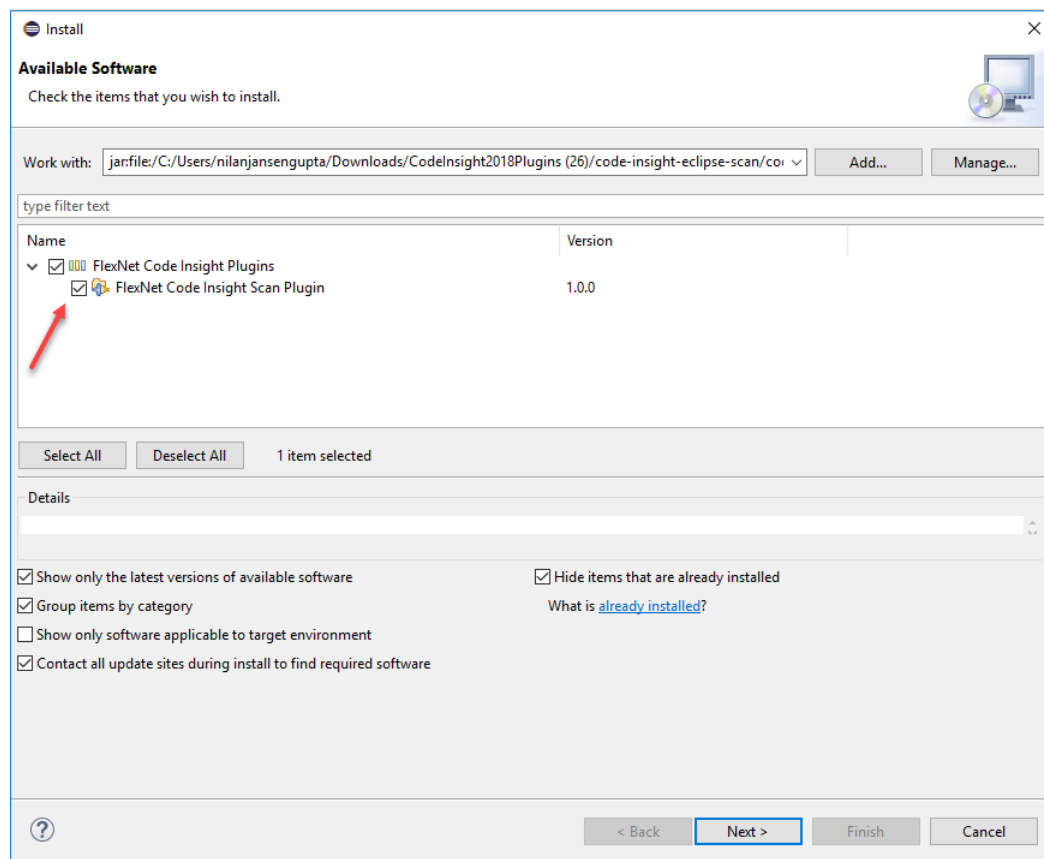 Install
Available Software
Check the items that you wish to install.
Work with: jar:file:/C:/Users/nilanjansengupta/Downloads/CodeInsight2018Plugins (26)/code-insight-eclipse-scan/co Add... Manage...
type filter text
Name Version
FlexNet Code Insight Plugins
FlexNet Code Insight Scan Plugin 1.0.0
Select All Deselect All 1 item selected
Details
Show only the latest versions of available software Hide items that are already installed
Group items by category What is already installed?
Show only software applicable to target environment
Contact all update sites during install to find required software
? < Back Next > Finish Cancel